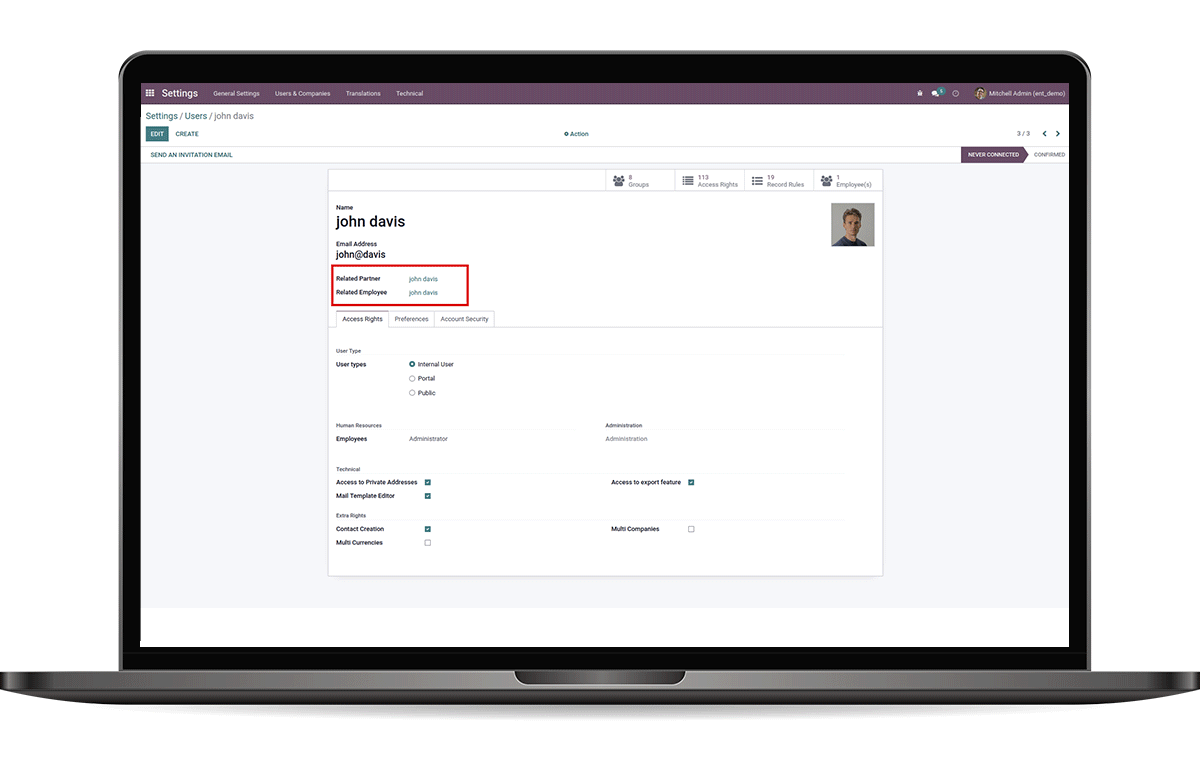 Settings General Settings Users & Companies Translations Technical 5 Mitchell Admin (ent_demo)
Settings / Users / john davis
EDIT CREATE Action 3 / 3
SEND AN INVITATION EMAIL NEVER CONNECTED CONFIRMED
8 Groups 113 Access Rights 19 Record Rules 1 Employee(s)
Name
john davis
Email Address
john@davis
Related Partner john davis
Related Employee john davis
Access Rights Preferences Account Security
User Type
User types Internal User
Portal
Public
Human Resources Administration
Employees Administrator Administration
Technical
Access to Private Addresses Access to export feature
Mail Template Editor
Extra Rights
Contact Creation Multi Companies
Multi Currencies